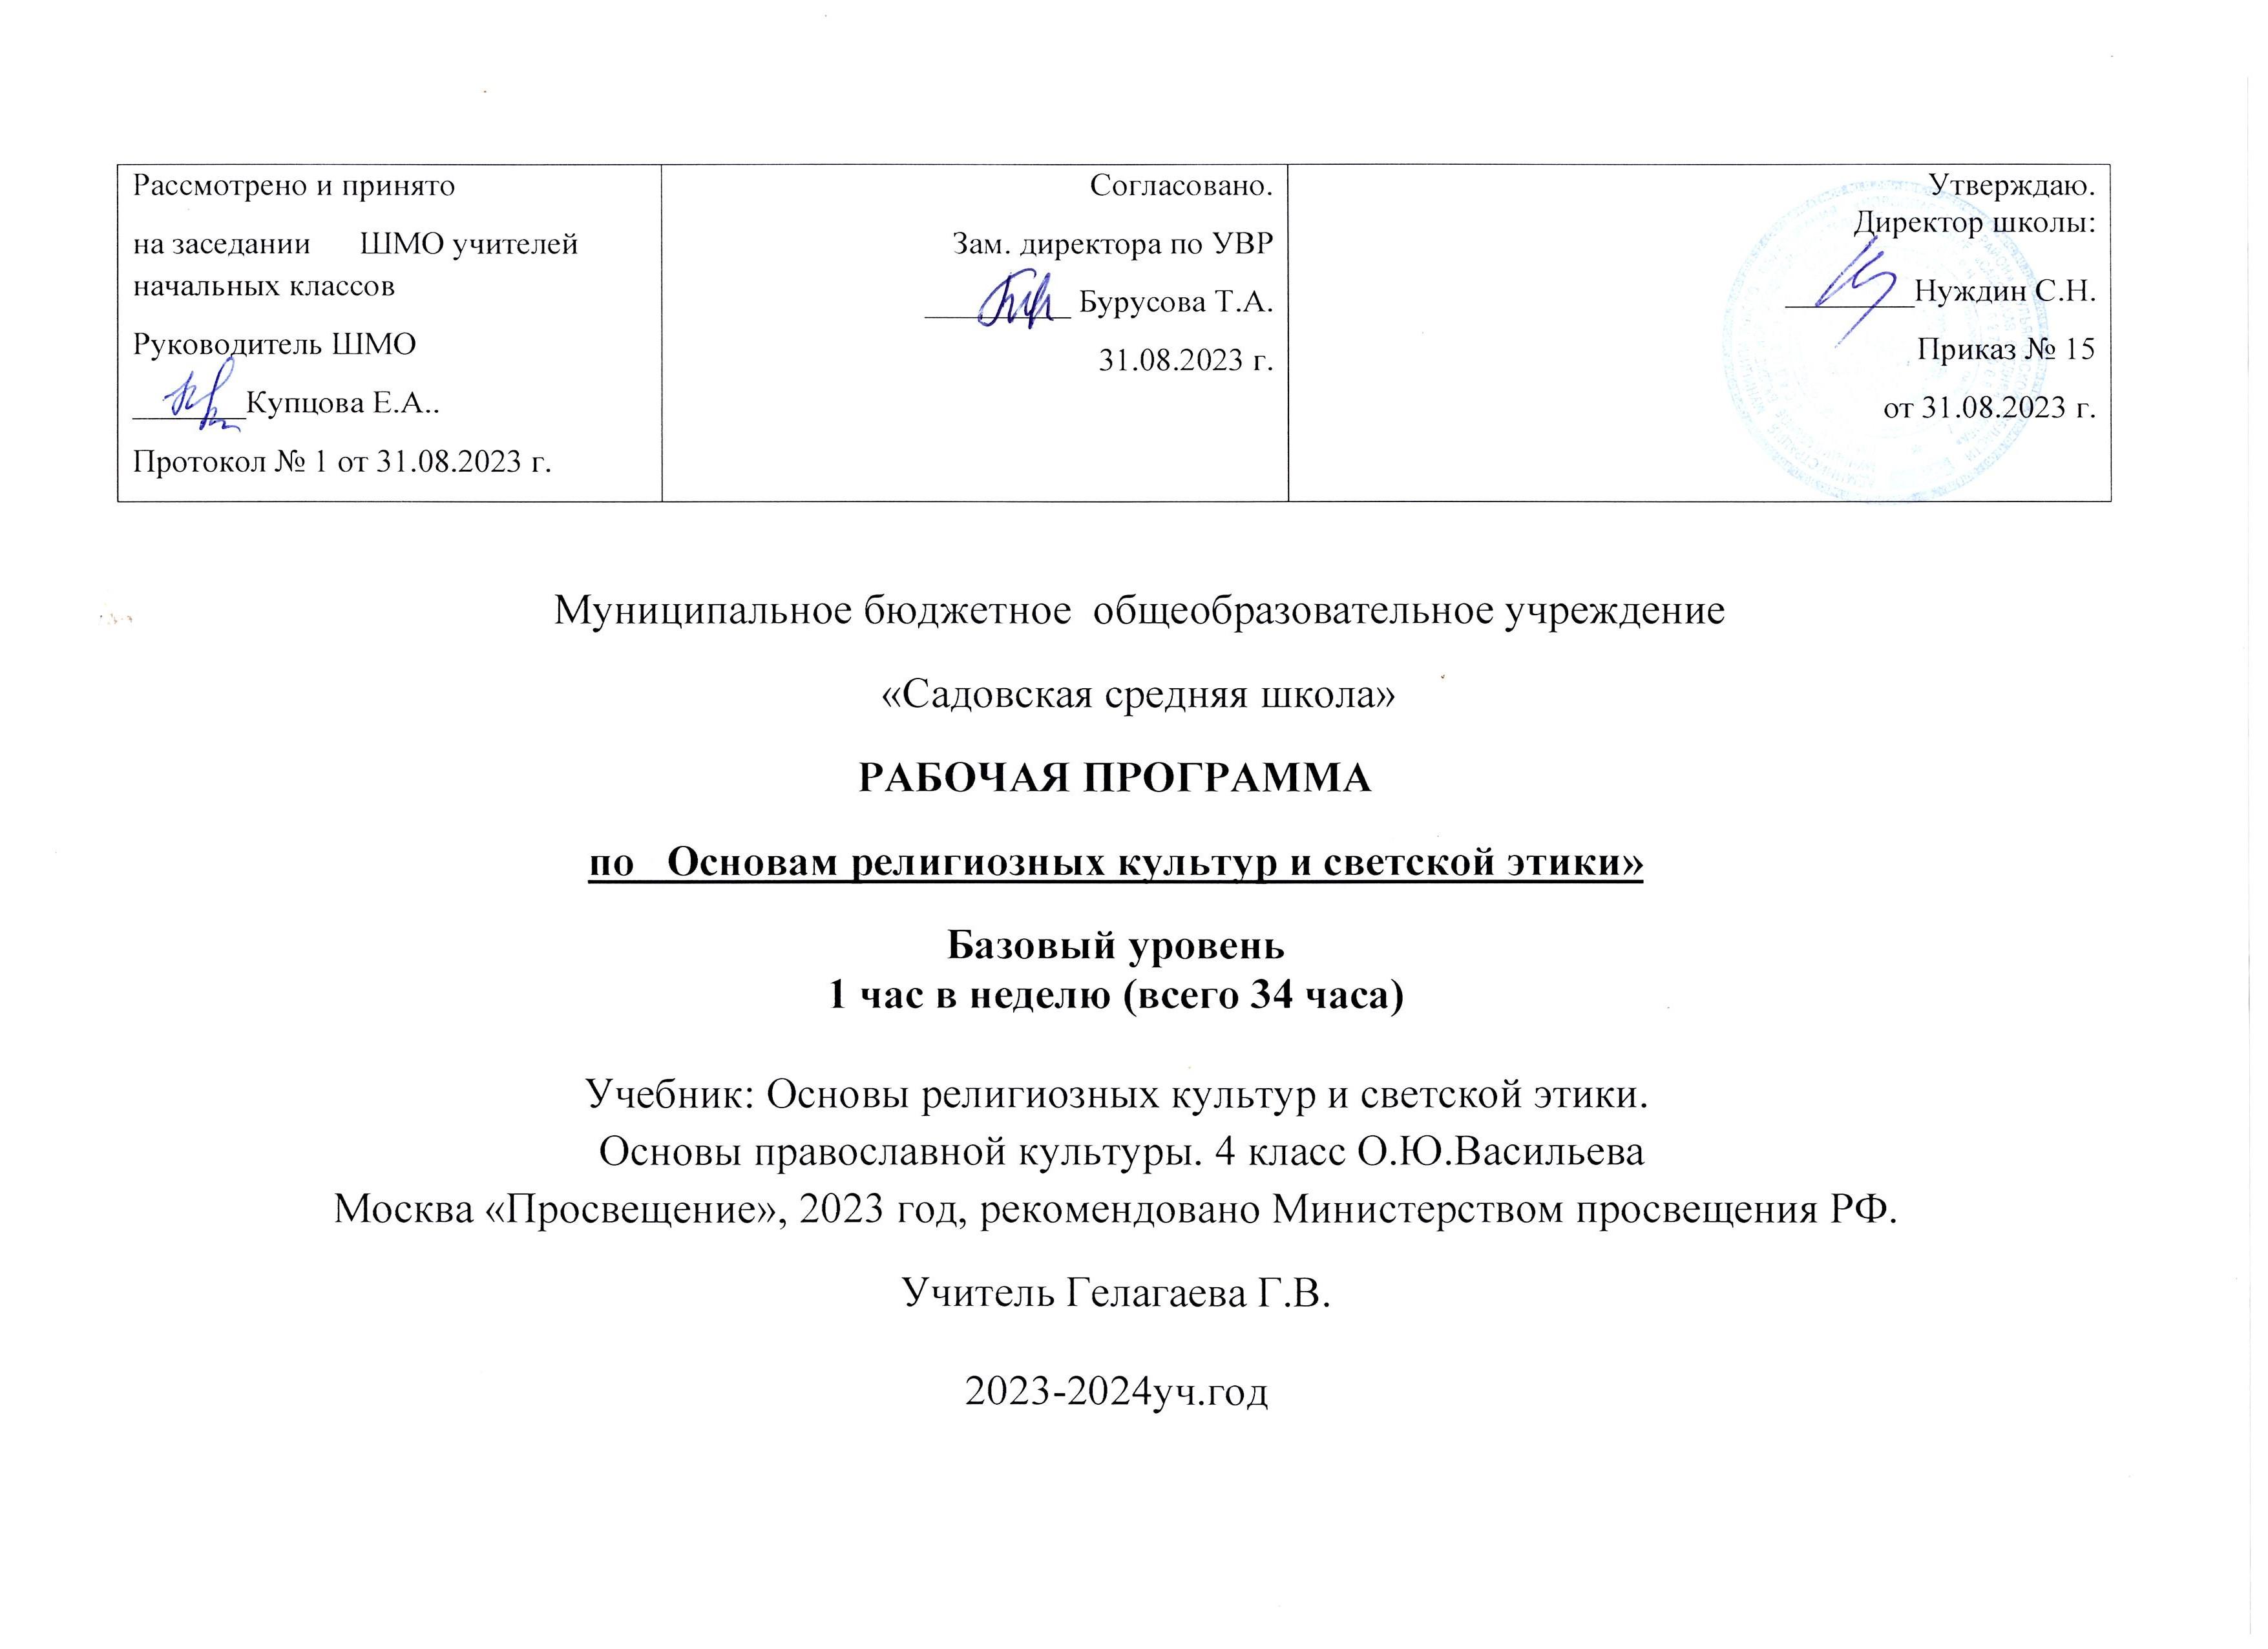 Рассмотрено и принято
на заседании ШМО учителей
начальных классов
Руководитель ШМО
________Купцова Е.А..
Протокол № 1 от 31.08.2023 г.
Согласовано.
Зам. директора по УВР
_________ Бурусова Т.А.
31.08.2023 г.
Утверждаю.
Директор школы:
________Нуждин С.Н.
Приказ № 15
от 31.08.2023 г.
Муниципальное бюджетное общеобразовательное учреждение
«Садовская средняя школа»
РАБОЧАЯ ПРОГРАММА
по Основам религиозных культур и светской этики»
Базовый уровень
1 час в неделю (всего 34 часа)
Учебник: Основы религиозных культур и светской этики.
Основы православной культуры. 4 класс О.Ю.Васильева
Москва «Просвещение», 2023 год, рекомендовано Министерством просвещения РФ.
Учитель Гелагаева Г.В.
2023-2024уч.год